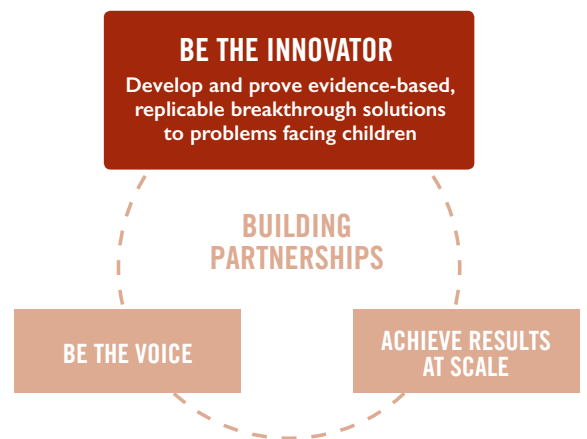 BE THE INNOVATOR
Develop and prove evidence-based,
replicable breakthrough solutions
to problems facing children
BUILDING
PARTNERSHIPS
BE THE VOICE
ACHIEVE RESULTS
AT SCALE